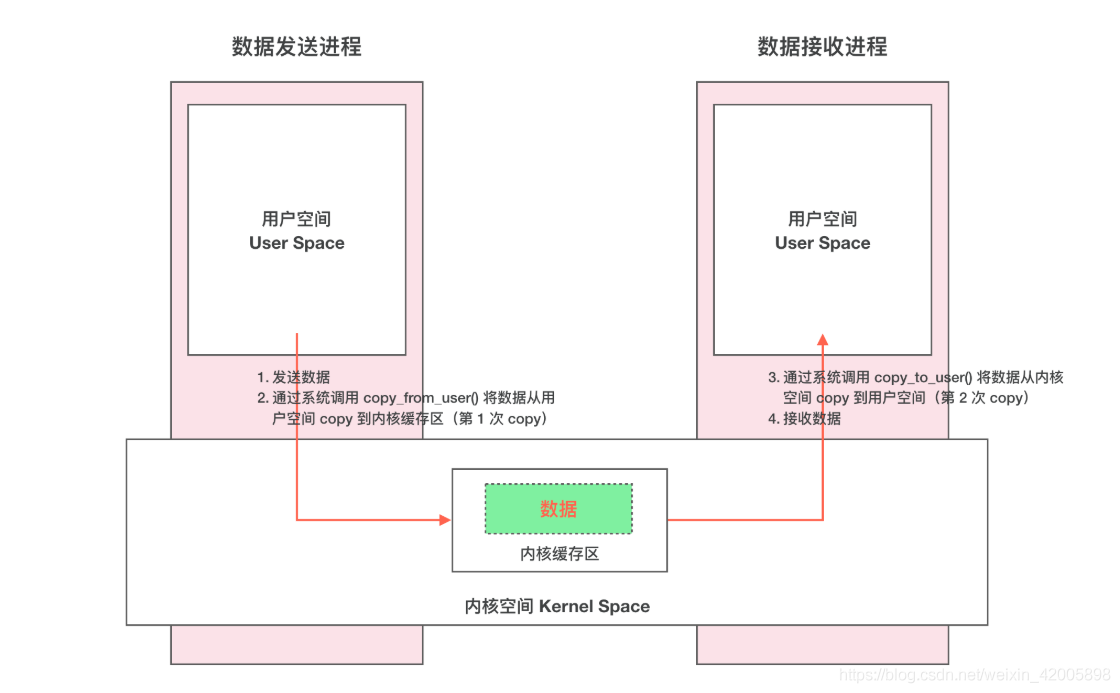 数据发送进程
数据接收进程
用户空间
User Space
用户空间
User Space
1. 发送数据
2. 通过系统调用 copy_from_user() 将数据从用
户空间 copy 到内核缓存区（第 1 次 copy）
3. 通过系统调用 copy_to_user() 将数据从内核
空间 copy 到用户空间（第 2 次 copy）
4. 接收数据
数据
内核缓存区
内核空间 Kernel Space
https://blog.csdn.net/weixin_42005898